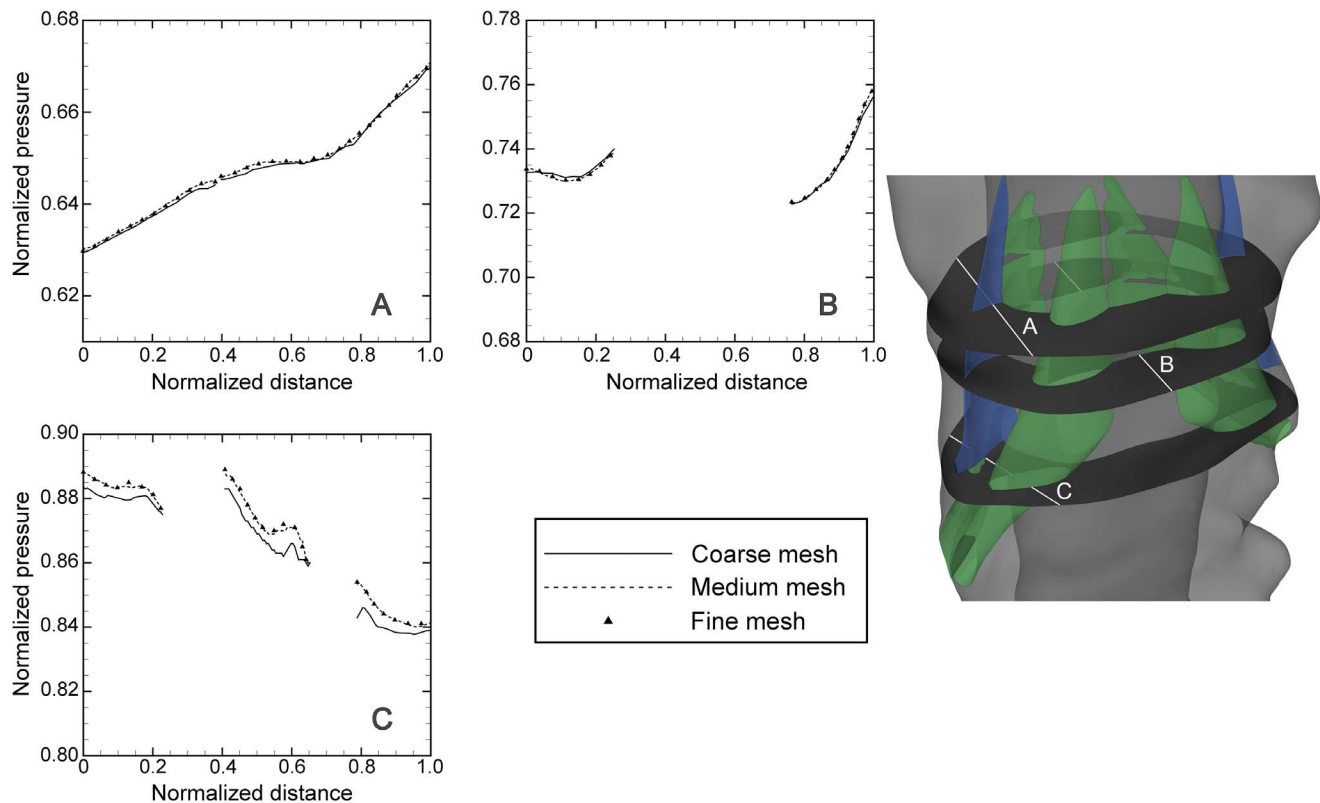 0.68
0.66
0.64
0.62
Normalized pressure
0 0.2 0.4 0.6 0.8 1.0
Normalized distance
A
0.78
0.76
0.74
0.72
0.70
0.68
0.66
Normalized pressure
0 0.2 0.4 0.6 0.8 1.0
Normalized distance
B
A
B
C
0.90
0.88
0.86
0.84
0.82
0.80
Normalized pressure
0 0.2 0.4 0.6 0.8 1.0
Normalized distance
C
Coarse mesh
Medium mesh
Fine mesh